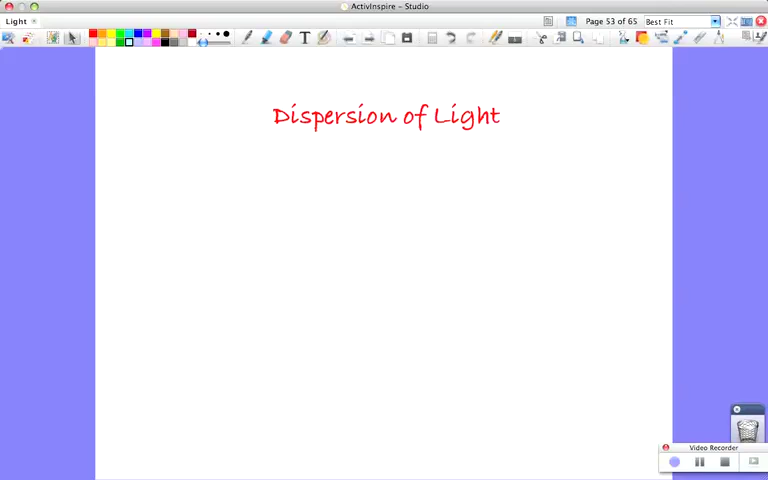 ActivInspire – Studio
Light
Page 53 of 65
Best Fit
T
Dispersion of Light
Video Recorder